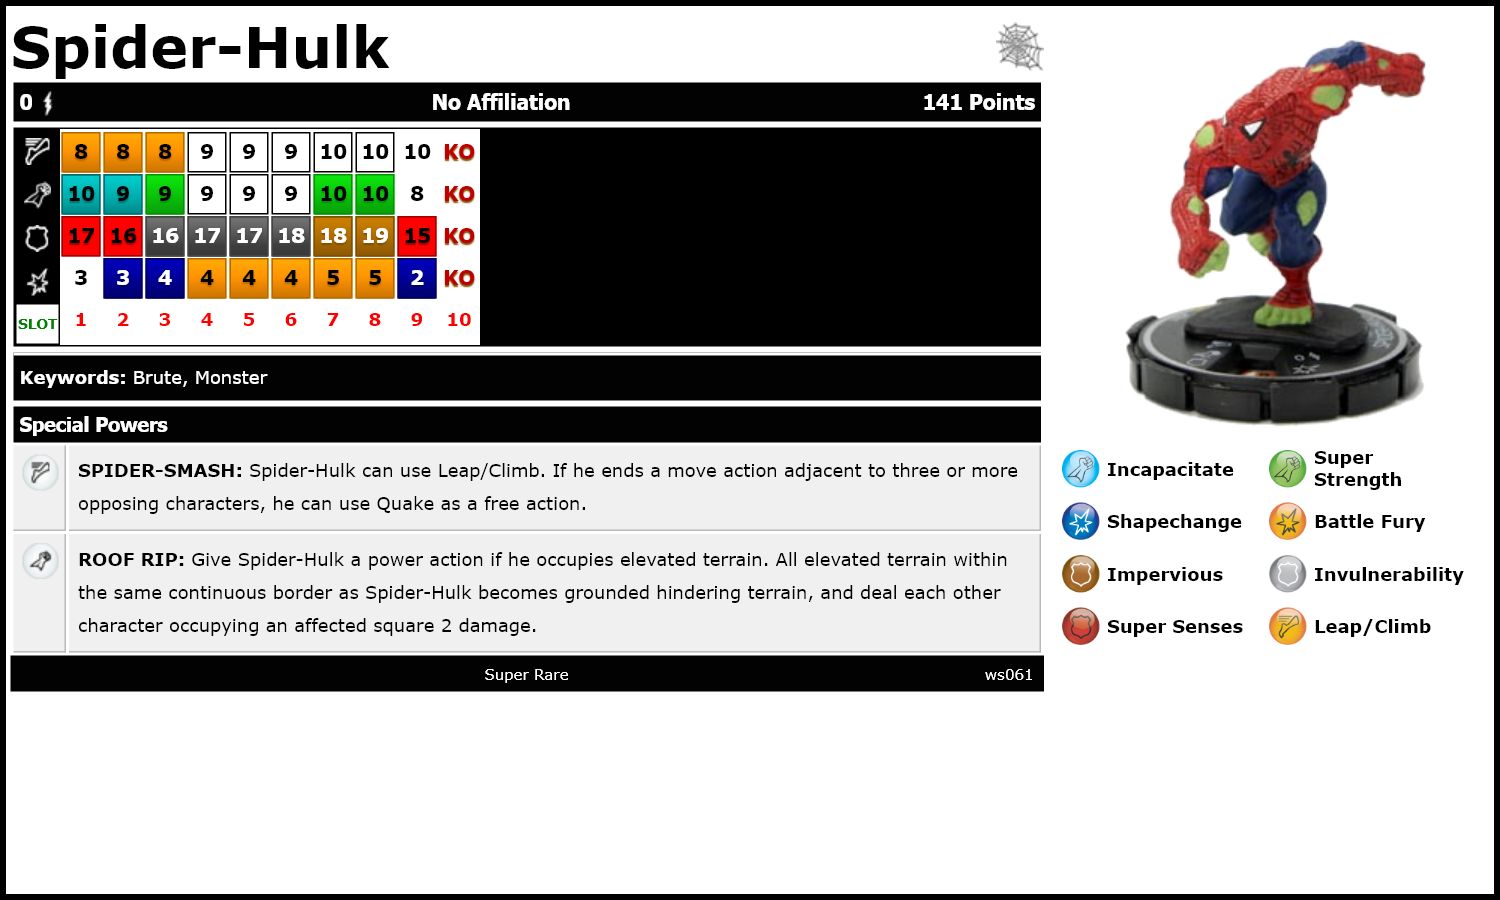 Spider-Hulk
0 No Affiliation 141 Points
8 8 8 9 9 9 10 10 10 KO
10 9 9 9 9 9 10 10 8 KO
17 16 16 17 17 18 18 19 15 KO
3 3 4 4 4 4 5 5 2 KO
SLOT 1 2 3 4 5 6 7 8 9 10
Keywords: Brute, Monster
Special Powers
SPIDER-SMASH: Spider-Hulk can use Leap/Climb. If he ends a move action adjacent to three or more
opposing characters, he can use Quake as a free action.
ROOF RIP: Give Spider-Hulk a power action if he occupies elevated terrain. All elevated terrain within
the same continuous border as Spider-Hulk becomes grounded hindering terrain, and deal each other
character occupying an affected square 2 damage.
Super Rare ws061
Incapacitate
Super
Strength
Shapechange
Battle Fury
Impervious
Invulnerability
Super Senses
Leap/Climb